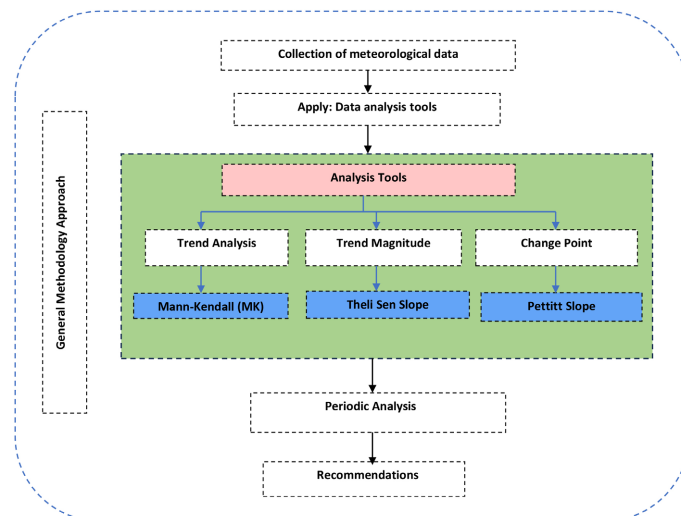 Collection of meteorological data
Apply: Data analysis tools
General Methodology Approach
Analysis Tools
Trend Analysis
Trend Magnitude
Change Point
Mann-Kendall (MK)
Theli Sen Slope
Pettitt Slope
Periodic Analysis
Recommendations